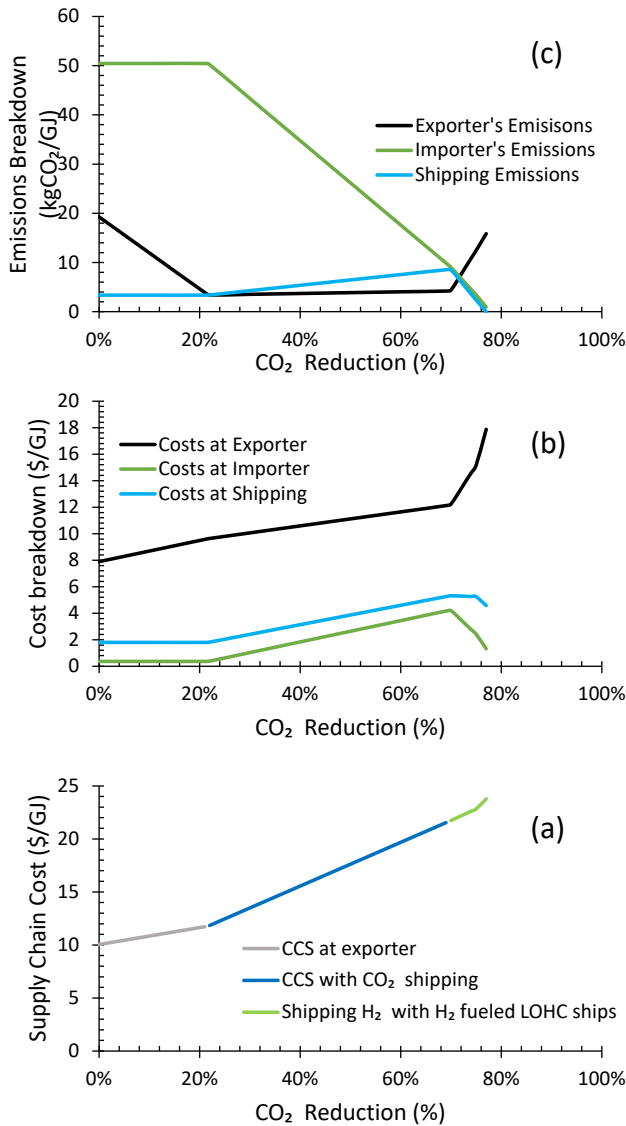 60
50
40
30
20
10
0
Emissions Breakdown
(kgCO₂/GJ)
(c)
Exporter's Emisisons
Importer's Emissions
Shipping Emissions
0% 20% 40% 60% 80% 100%
CO₂ Reduction (%)
20
18
16
14
12
10
8
6
4
2
0
Cost breakdown ($/GJ)
(b)
Costs at Exporter
Costs at Importer
Costs at Shipping
0% 20% 40% 60% 80% 100%
CO₂ Reduction (%)
25
20
15
10
5
0
Supply Chain Cost ($/GJ)
(a)
CCS at exporter
CCS with CO₂ shipping
Shipping H₂ with H₂ fueled LOHC ships
0% 20% 40% 60% 80% 100%
CO₂ Reduction (%)